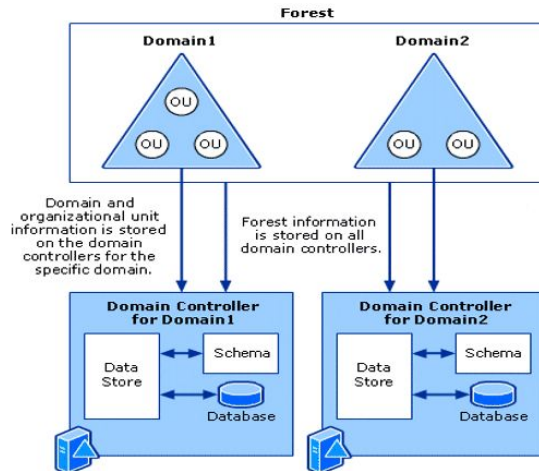 Forest
Domain1
Domain2
OU
OU
OU
OU
OU
Domain and
organizational unit
information is stored
on the domain
controllers for the
specific domain.
Forest information
is stored on all
domain controllers.
Domain Controller
for Domain1
Data
Store
Schema
Database
Domain Controller
for Domain2
Data
Store
Schema
Database